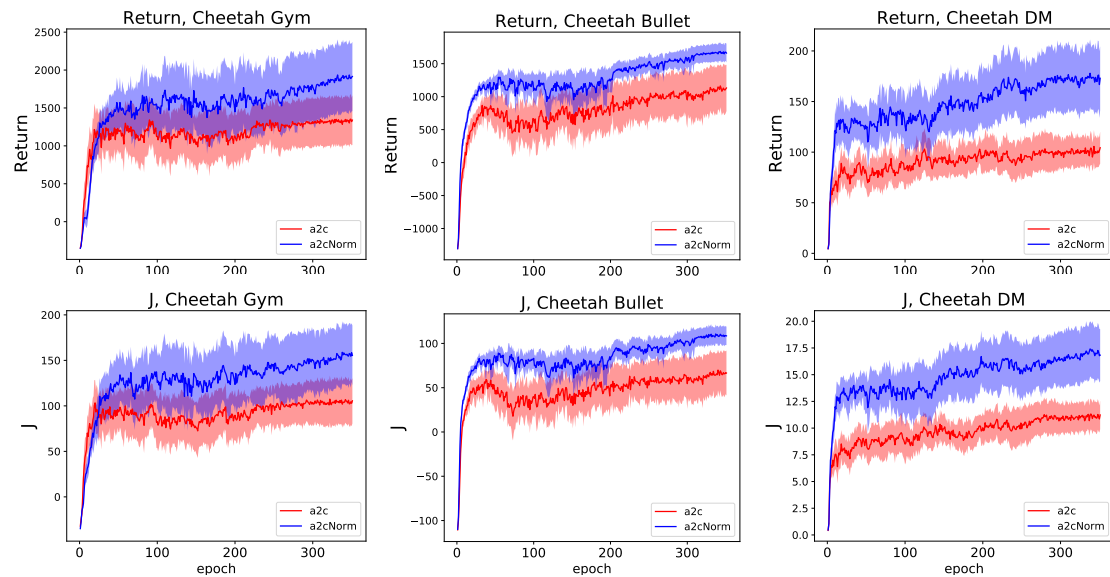 Return, Cheetah Gym
Return
2500
2000
1500
1000
500
0
0
100
200
300
a2c
a2cNorm
Return, Cheetah Bullet
Return
1500
1000
500
0
−500
−1000
0
100
200
300
a2c
a2cNorm
Return, Cheetah DM
Return
200
150
100
50
0
0
100
200
300
a2c
a2cNorm
J, Cheetah Gym
J
200
150
100
50
0
0
100
200
300
epoch
a2c
a2cNorm
J, Cheetah Bullet
J
100
50
0
−50
−100
0
100
200
300
epoch
a2c
a2cNorm
J, Cheetah DM
J
20.0
17.5
15.0
12.5
10.0
7.5
5.0
2.5
0.0
0
100
200
300
epoch
a2c
a2cNorm